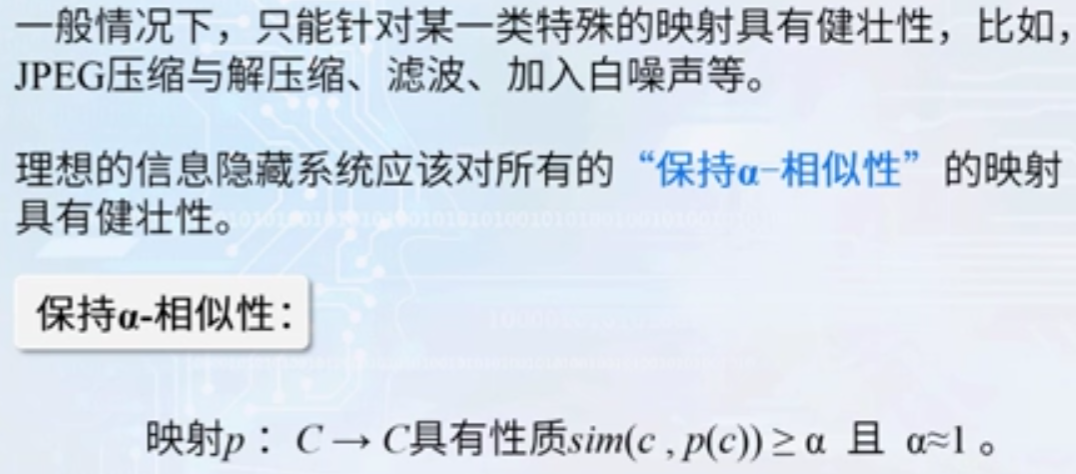 一般情况下，只能针对某一类特殊的映射具有健壮性，比如，
JPEG压缩与解压缩、滤波、加入白噪声等。
理想的信息隐藏系统应该对所有的“保持α-相似性”的映射
具有健壮性。
保持α-相似性：
映射p：C → C具有性质sim(c , p(c)) ≥ α 且 α≈1 。